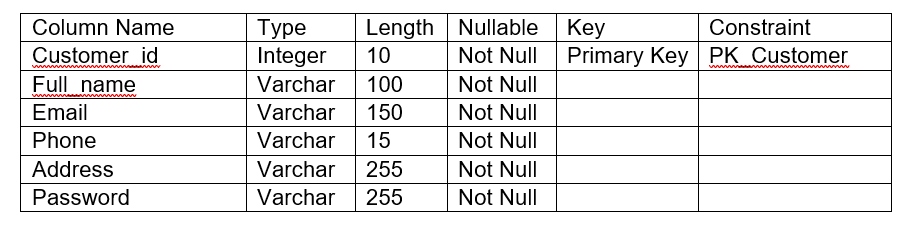 Column Name Type Length Nullable Key Constraint
Customer_id Integer 10 Not Null Primary Key PK_Customer
Full_name Varchar 100 Not Null
Email Varchar 150 Not Null
Phone Varchar 15 Not Null
Address Varchar 255 Not Null
Password Varchar 255 Not Null